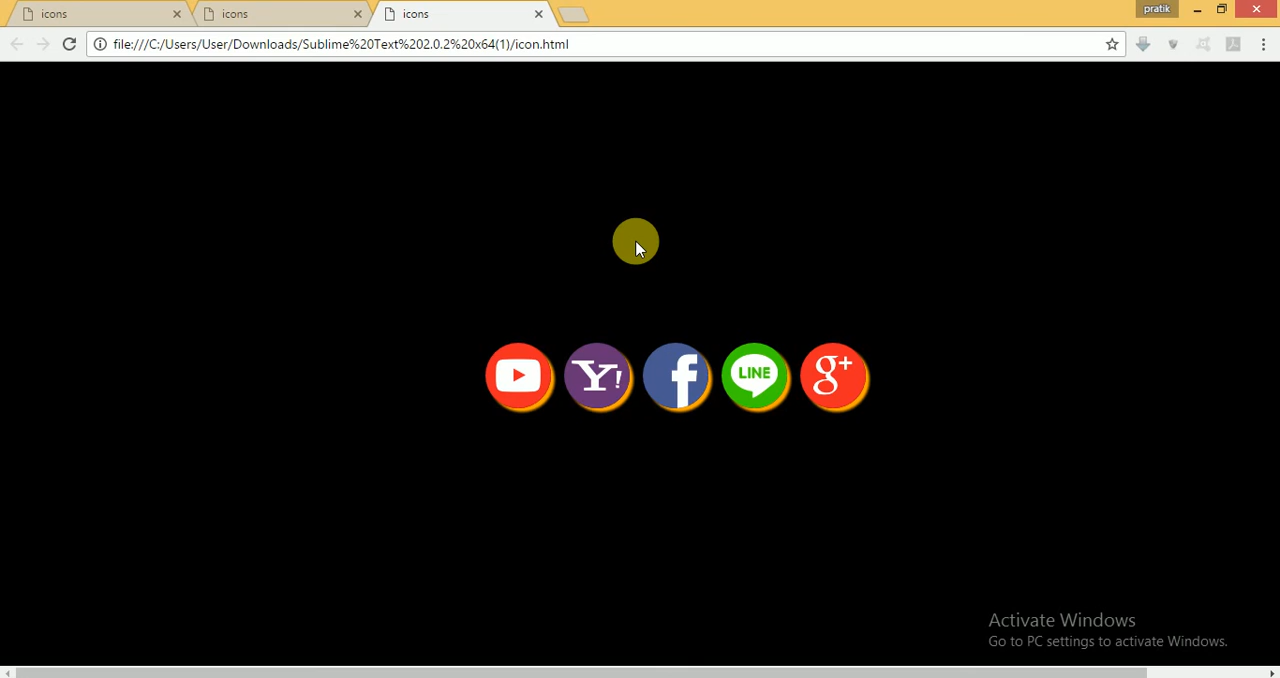 icons
icons
icons
pratik
file:///C:/Users/User/Downloads/Sublime%20Text%202.0.2%20x64(1)/icon.html
Y!
f
LINE
g+
Activate Windows
Go to PC settings to activate Windows.